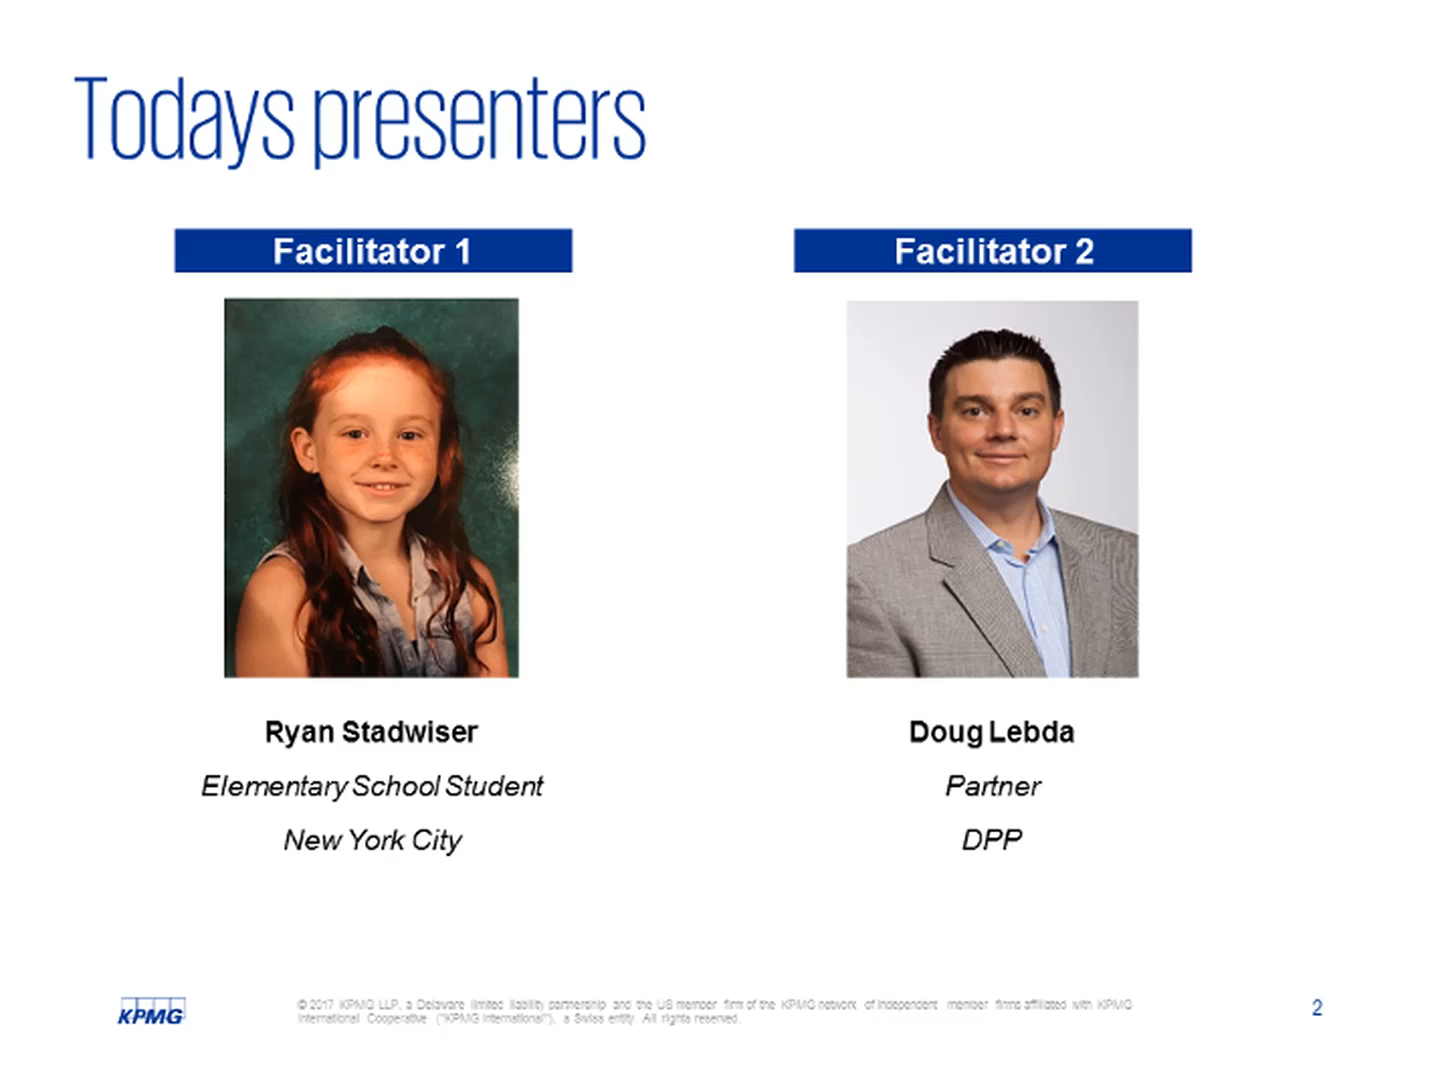 Todays presenters
Facilitator 1
Facilitator 2
Ryan Stadwiser
Elementary School Student
New York City
Doug Lebda
Partner
DPP
KPMG
© 2017 KPMG LLP, a Delaware limited liability partnership and the US member firm of the KPMG network of independent member firms affiliated with KPMG
International Cooperative ("KPMG International"), a Swiss entity. All rights reserved.
2